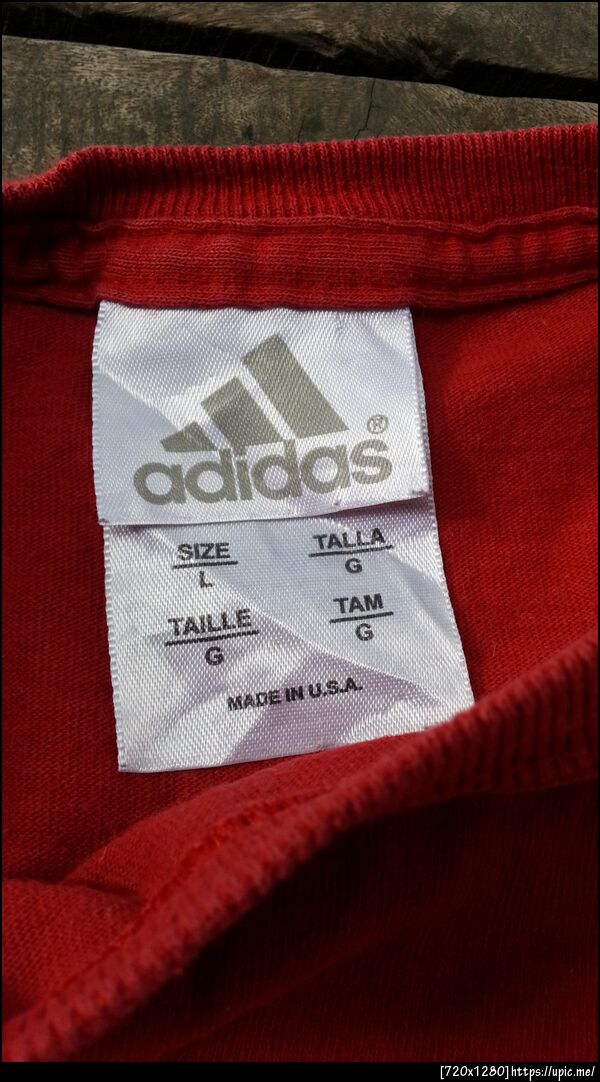 adidas®
SIZE TALLA
L G
TAILLE TAM
G G
MADE IN U.S.A.
[720x1280]https://upic.me/